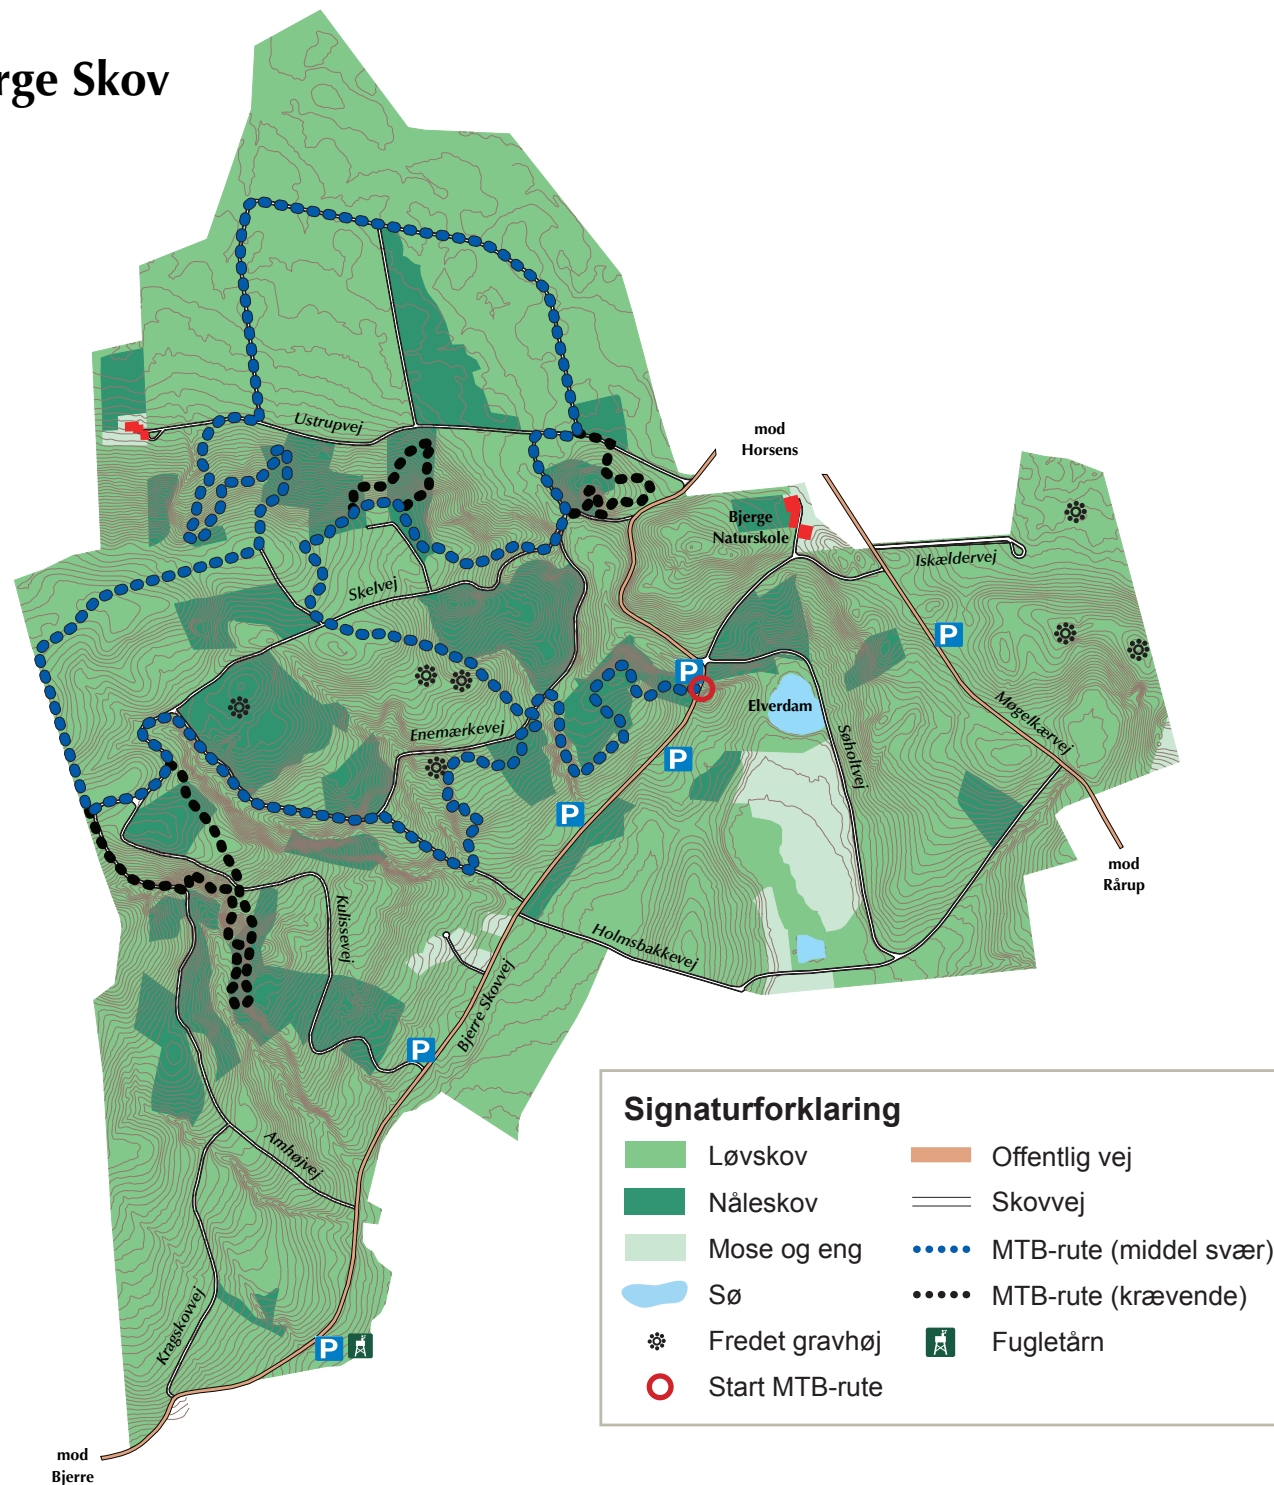 rge Skov
Ustrupvej
mod
Horsens
Bjerge
Naturskole
Iskældervej
Skelvej
P
P
Elverdam
Møgelkærvej
Enemærkevej
Søholtvej
P
P
mod
Rårup
Kulissevej
Holmsbakkevej
Bjerre Skovvej
P
Amhøjvej
Kragskovvej
P
mod
Bjerre
Signaturforklaring
Løvskov
Nåleskov
Mose og eng
Sø
Fredet gravhøj
Start MTB-rute
Offentlig vej
Skovvej
MTB-rute (middel svær)
MTB-rute (krævende)
Fugletårn